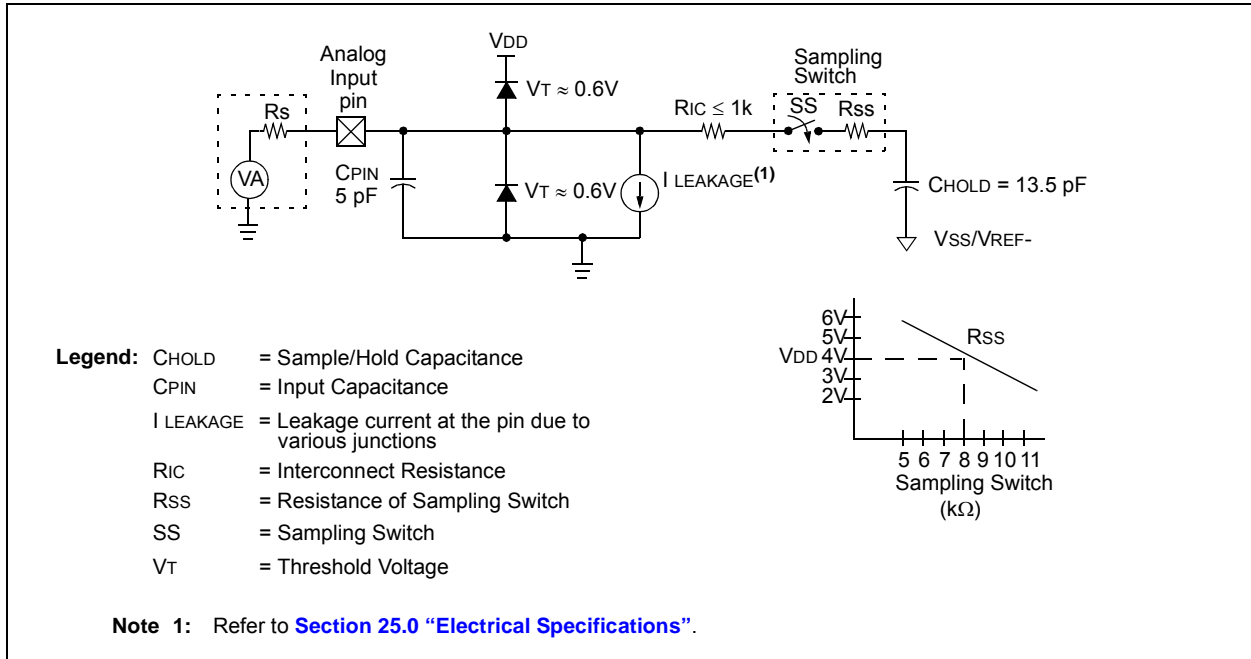 VDD
Analog
Input
pin
Sampling
Switch
VT ≈ 0.6V
Rs
RIC ≤ 1k
SS
Rss
VA
CPIN
5 pF
VT ≈ 0.6V
I LEAKAGE(1)
CHOLD = 13.5 pF
VSS/VREF-
6V
5V
VDD 4V
3V
2V
RSS
5 6 7 8 9 10 11
Sampling Switch
(kΩ)
Legend: CHOLD = Sample/Hold Capacitance
CPIN = Input Capacitance
I LEAKAGE = Leakage current at the pin due to
various junctions
RIC = Interconnect Resistance
RSS = Resistance of Sampling Switch
SS = Sampling Switch
VT = Threshold Voltage
Note 1: Refer to Section 25.0 “Electrical Specifications”.